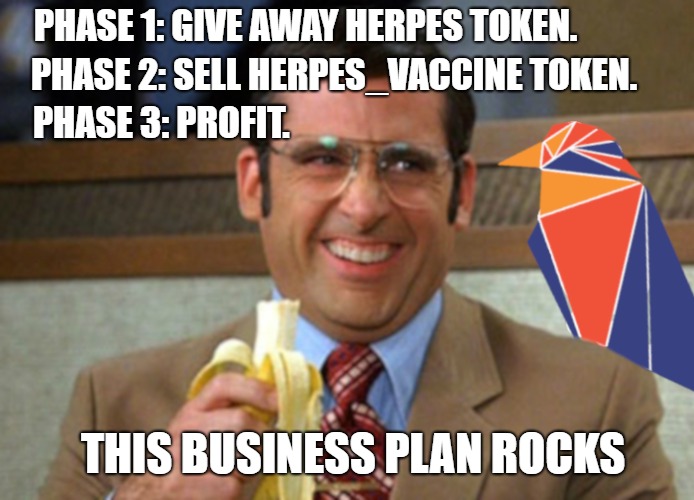 PHASE 1: GIVE AWAY HERPES TOKEN.
PHASE 2: SELL HERPES_VACCINE TOKEN.
PHASE 3: PROFIT.
THIS BUSINESS PLAN ROCKS